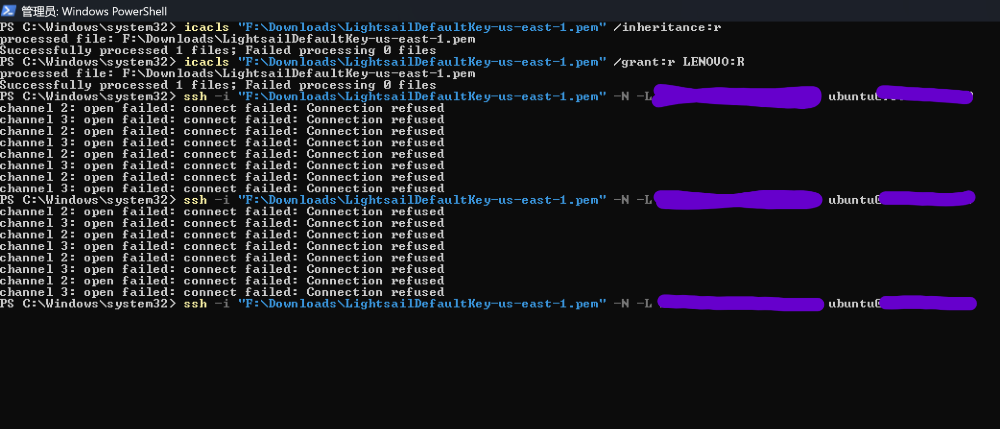 管理员: Windows PowerShell
PS C:\Windows\system32> icacls "F:\Downloads\LightsailDefaultKey-us-east-1.pem" /inheritance:r
processed file: F:\Downloads\LightsailDefaultKey-us-east-1.pem
Successfully processed 1 files; Failed processing 0 files
PS C:\Windows\system32> icacls "F:\Downloads\LightsailDefaultKey-us-east-1.pem" /grant:r LENOVO:R
processed file: F:\Downloads\LightsailDefaultKey-us-east-1.pem
Successfully processed 1 files; Failed processing 0 files
PS C:\Windows\system32> ssh -i "F:\Downloads\LightsailDefaultKey-us-east-1.pem" -N -L ubuntu@
channel 2: open failed: connect failed: Connection refused
channel 3: open failed: connect failed: Connection refused
channel 2: open failed: connect failed: Connection refused
channel 3: open failed: connect failed: Connection refused
channel 2: open failed: connect failed: Connection refused
channel 3: open failed: connect failed: Connection refused
channel 2: open failed: connect failed: Connection refused
channel 3: open failed: connect failed: Connection refused
PS C:\Windows\system32> ssh -i "F:\Downloads\LightsailDefaultKey-us-east-1.pem" -N -L ubuntu@
channel 2: open failed: connect failed: Connection refused
channel 3: open failed: connect failed: Connection refused
channel 2: open failed: connect failed: Connection refused
channel 3: open failed: connect failed: Connection refused
channel 2: open failed: connect failed: Connection refused
channel 3: open failed: connect failed: Connection refused
channel 2: open failed: connect failed: Connection refused
channel 3: open failed: connect failed: Connection refused
PS C:\Windows\system32> ssh -i "F:\Downloads\LightsailDefaultKey-us-east-1.pem" -N -L ubuntu@